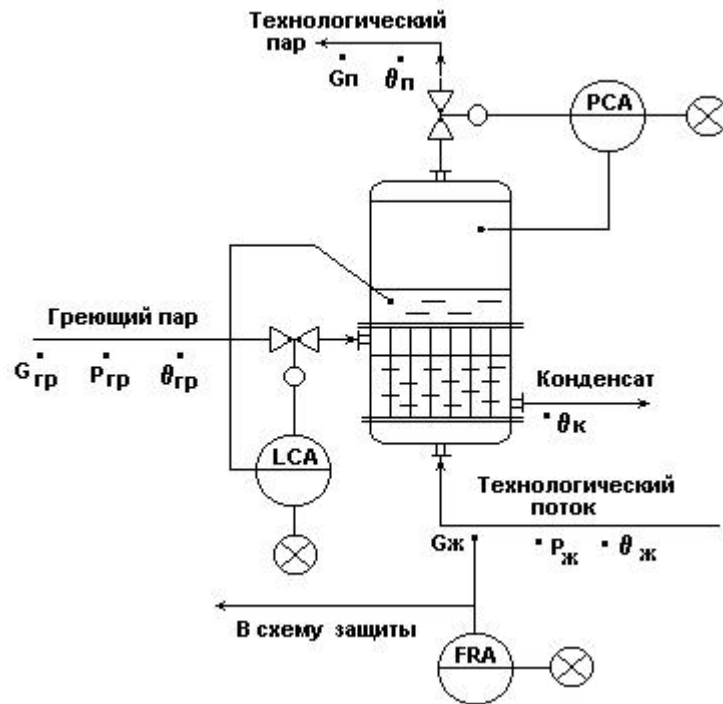 Технологический
пар
Gп θп
PCA
Греющий пар
Gгр Pгр θгр
Конденсат
θк
LCA
Технологический
поток
Gж Pж θж
В схему защиты
FRA